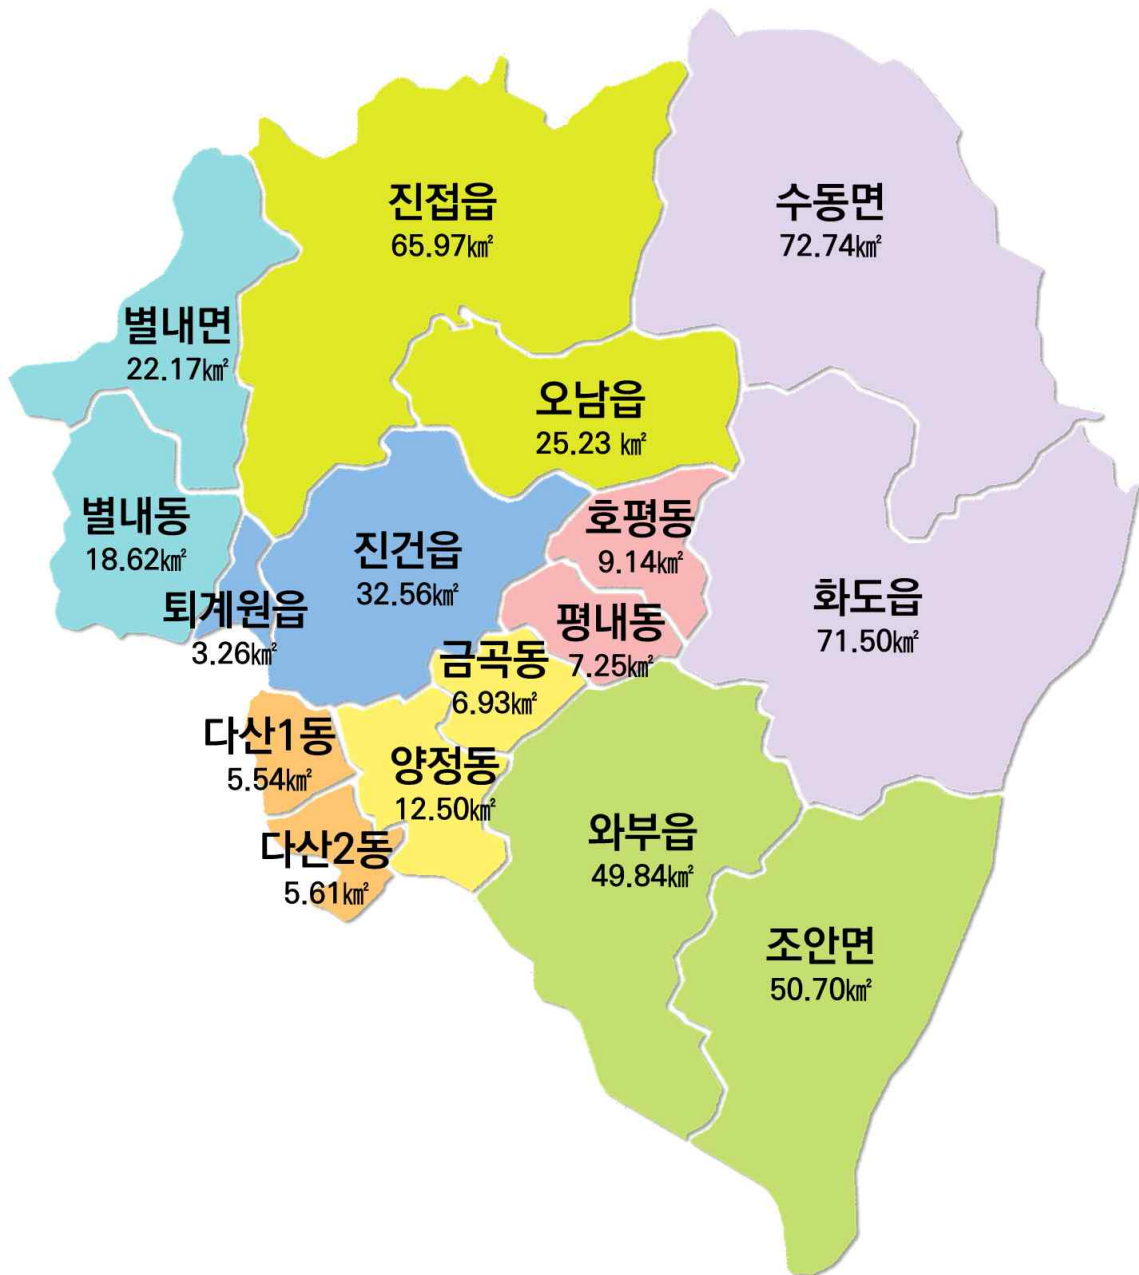 진접읍
65.97㎢
수동면
72.74㎢
별내면
22.17㎢
오남읍
25.23 ㎢
별내동
18.62㎢
호평동
9.14㎢
진건읍
32.56㎢
화도읍
71.50㎢
퇴계원읍
3.26㎢
평내동
7.25㎢
금곡동
6.93㎢
다산1동
5.54㎢
양정동
12.50㎢
와부읍
49.84㎢
다산2동
5.61㎢
조안면
50.70㎢